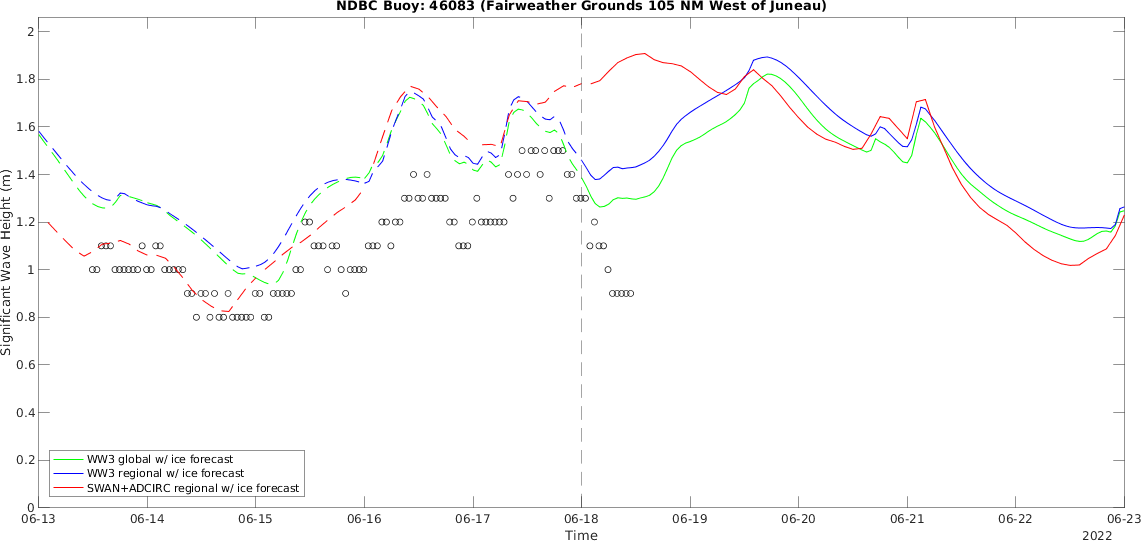 NDBC Buoy: 46083 (Fairweather Grounds 105 NM West of Juneau)
2
1.8
1.6
1.4
1.2
1
0.8
0.6
0.4
0.2
0
Significant Wave Height (m)
WW3 global w/ ice forecast
WW3 regional w/ ice forecast
SWAN+ADCIRC regional w/ ice forecast
06-13 06-14 06-15 06-16 06-17 06-18 06-19 06-20 06-21 06-22 06-23
Time
2022